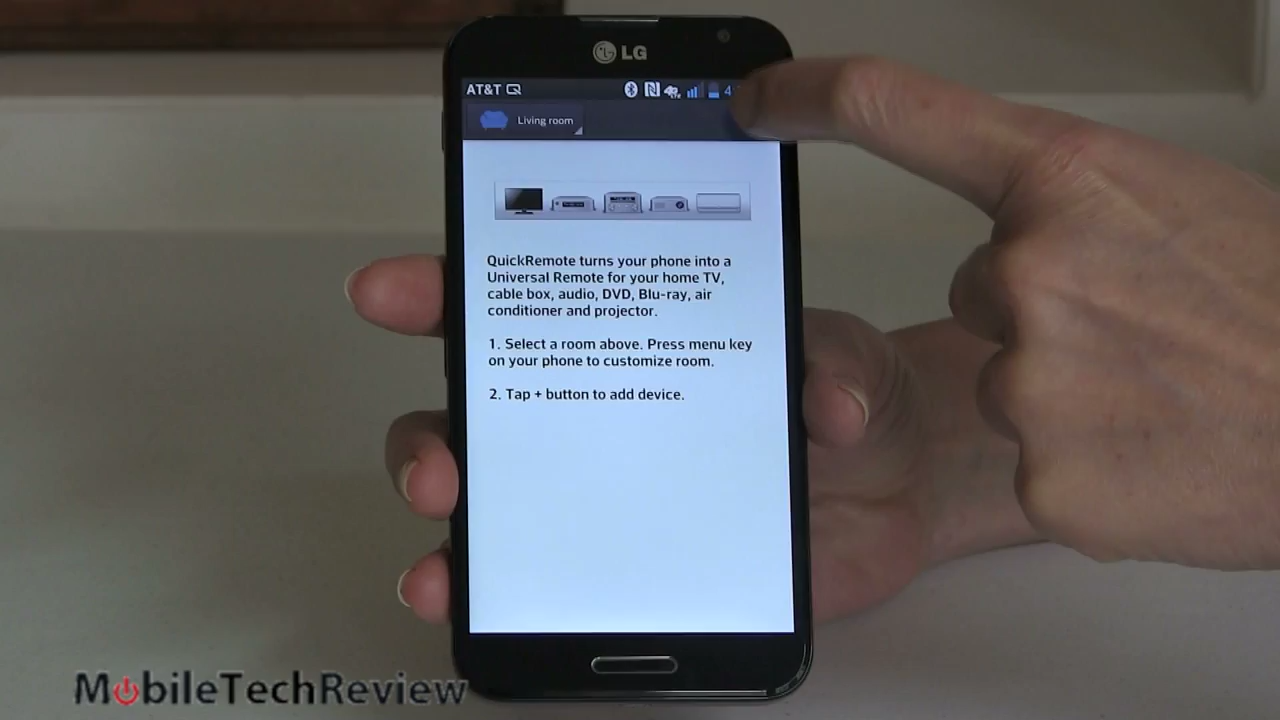 LG
AT&T
4
Living room
QuickRemote turns your phone into a
Universal Remote for your home TV,
cable box, audio, DVD, Blu-ray, air
conditioner and projector.
1. Select a room above. Press menu key
on your phone to customize room.
2. Tap + button to add device.
MobileTechReview